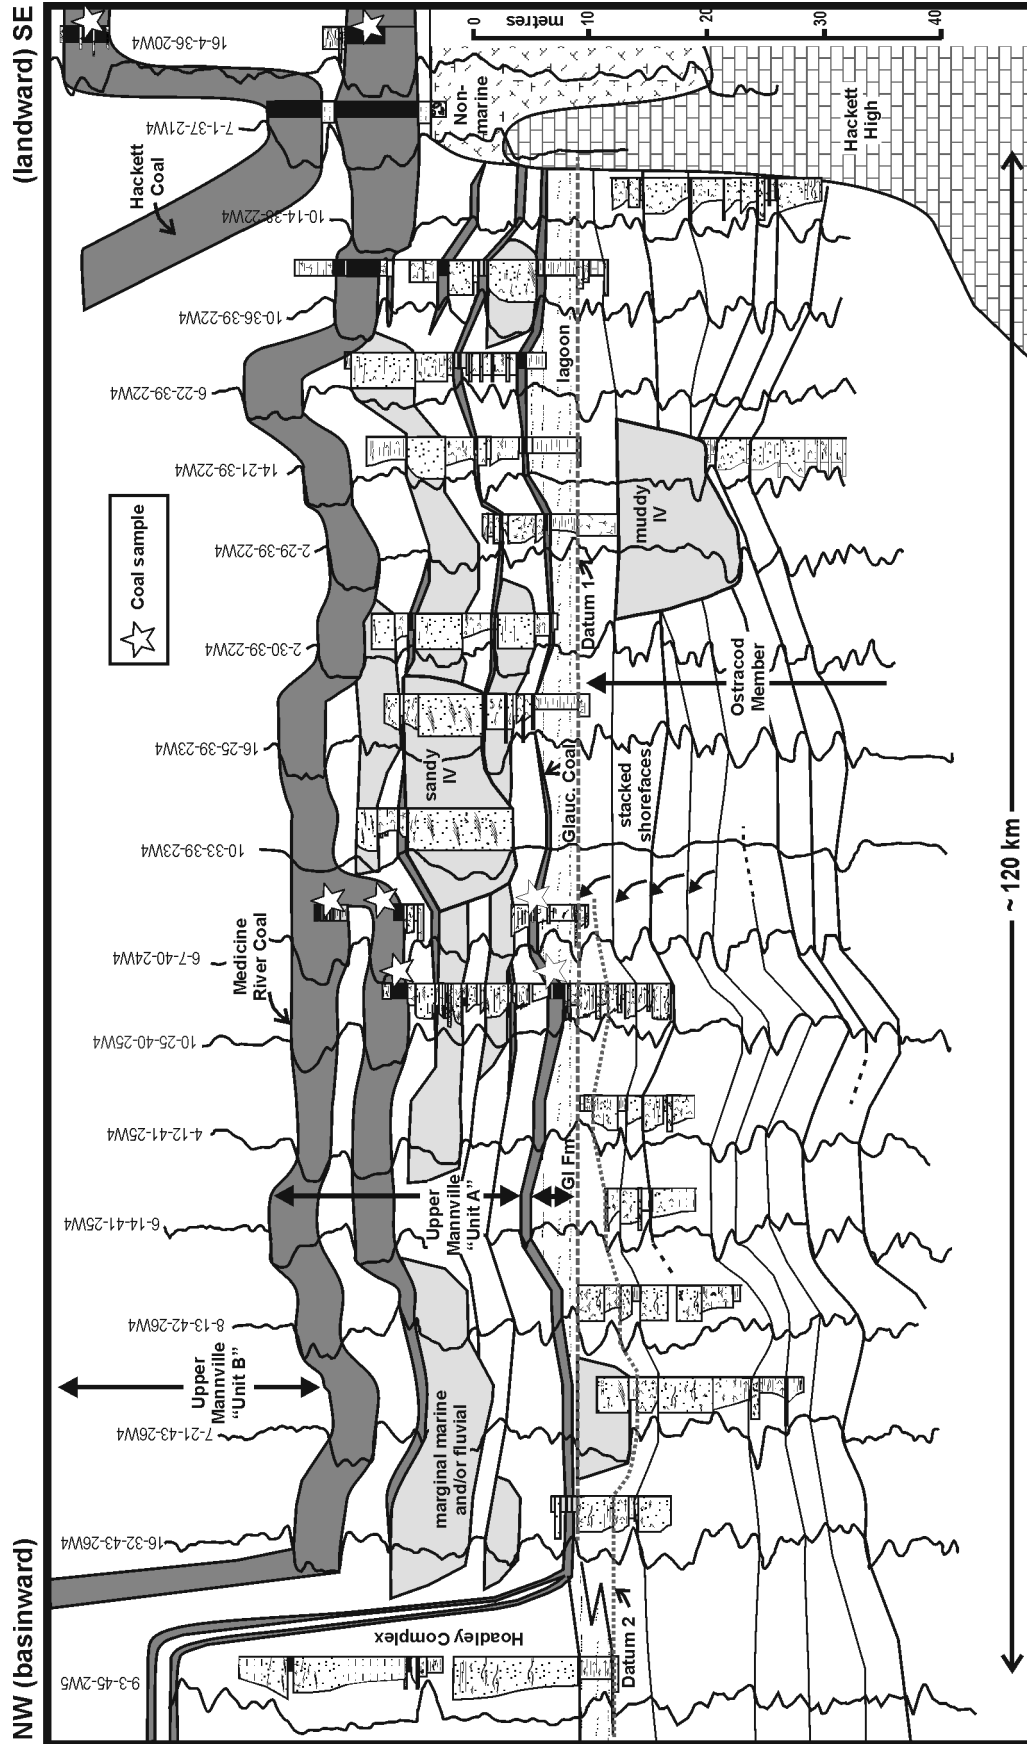 NW (basinward)
(landward) SE
9-3-45-2W5
16-32-43-26W4
7-21-43-26W4
8-13-42-26W4
6-14-41-25W4
4-12-41-25W4
10-25-40-25W4
6-7-40-24W4
10-33-39-23W4
16-25-39-23W4
2-30-39-22W4
2-29-39-22W4
14-21-39-22W4
6-22-39-22W4
10-36-39-22W4
10-14-38-22W4
7-1-37-21W4
16-4-36-20W4
Upper
Mannville
"Unit B"
Medicine
River Coal
Coal sample
Hackett
Coal
Upper
Mannville
"Unit A"
marginal marine
and/or fluvial
sandy
IV
Hoadley Complex
Gl Fm
Glauc. Coal
lagoon
Non-
marine
0
10
20
30
40
metres
Datum 1
Datum 2
stacked
shorefaces
muddy
IV
Ostracod
Member
Hackett
High
~ 120 km